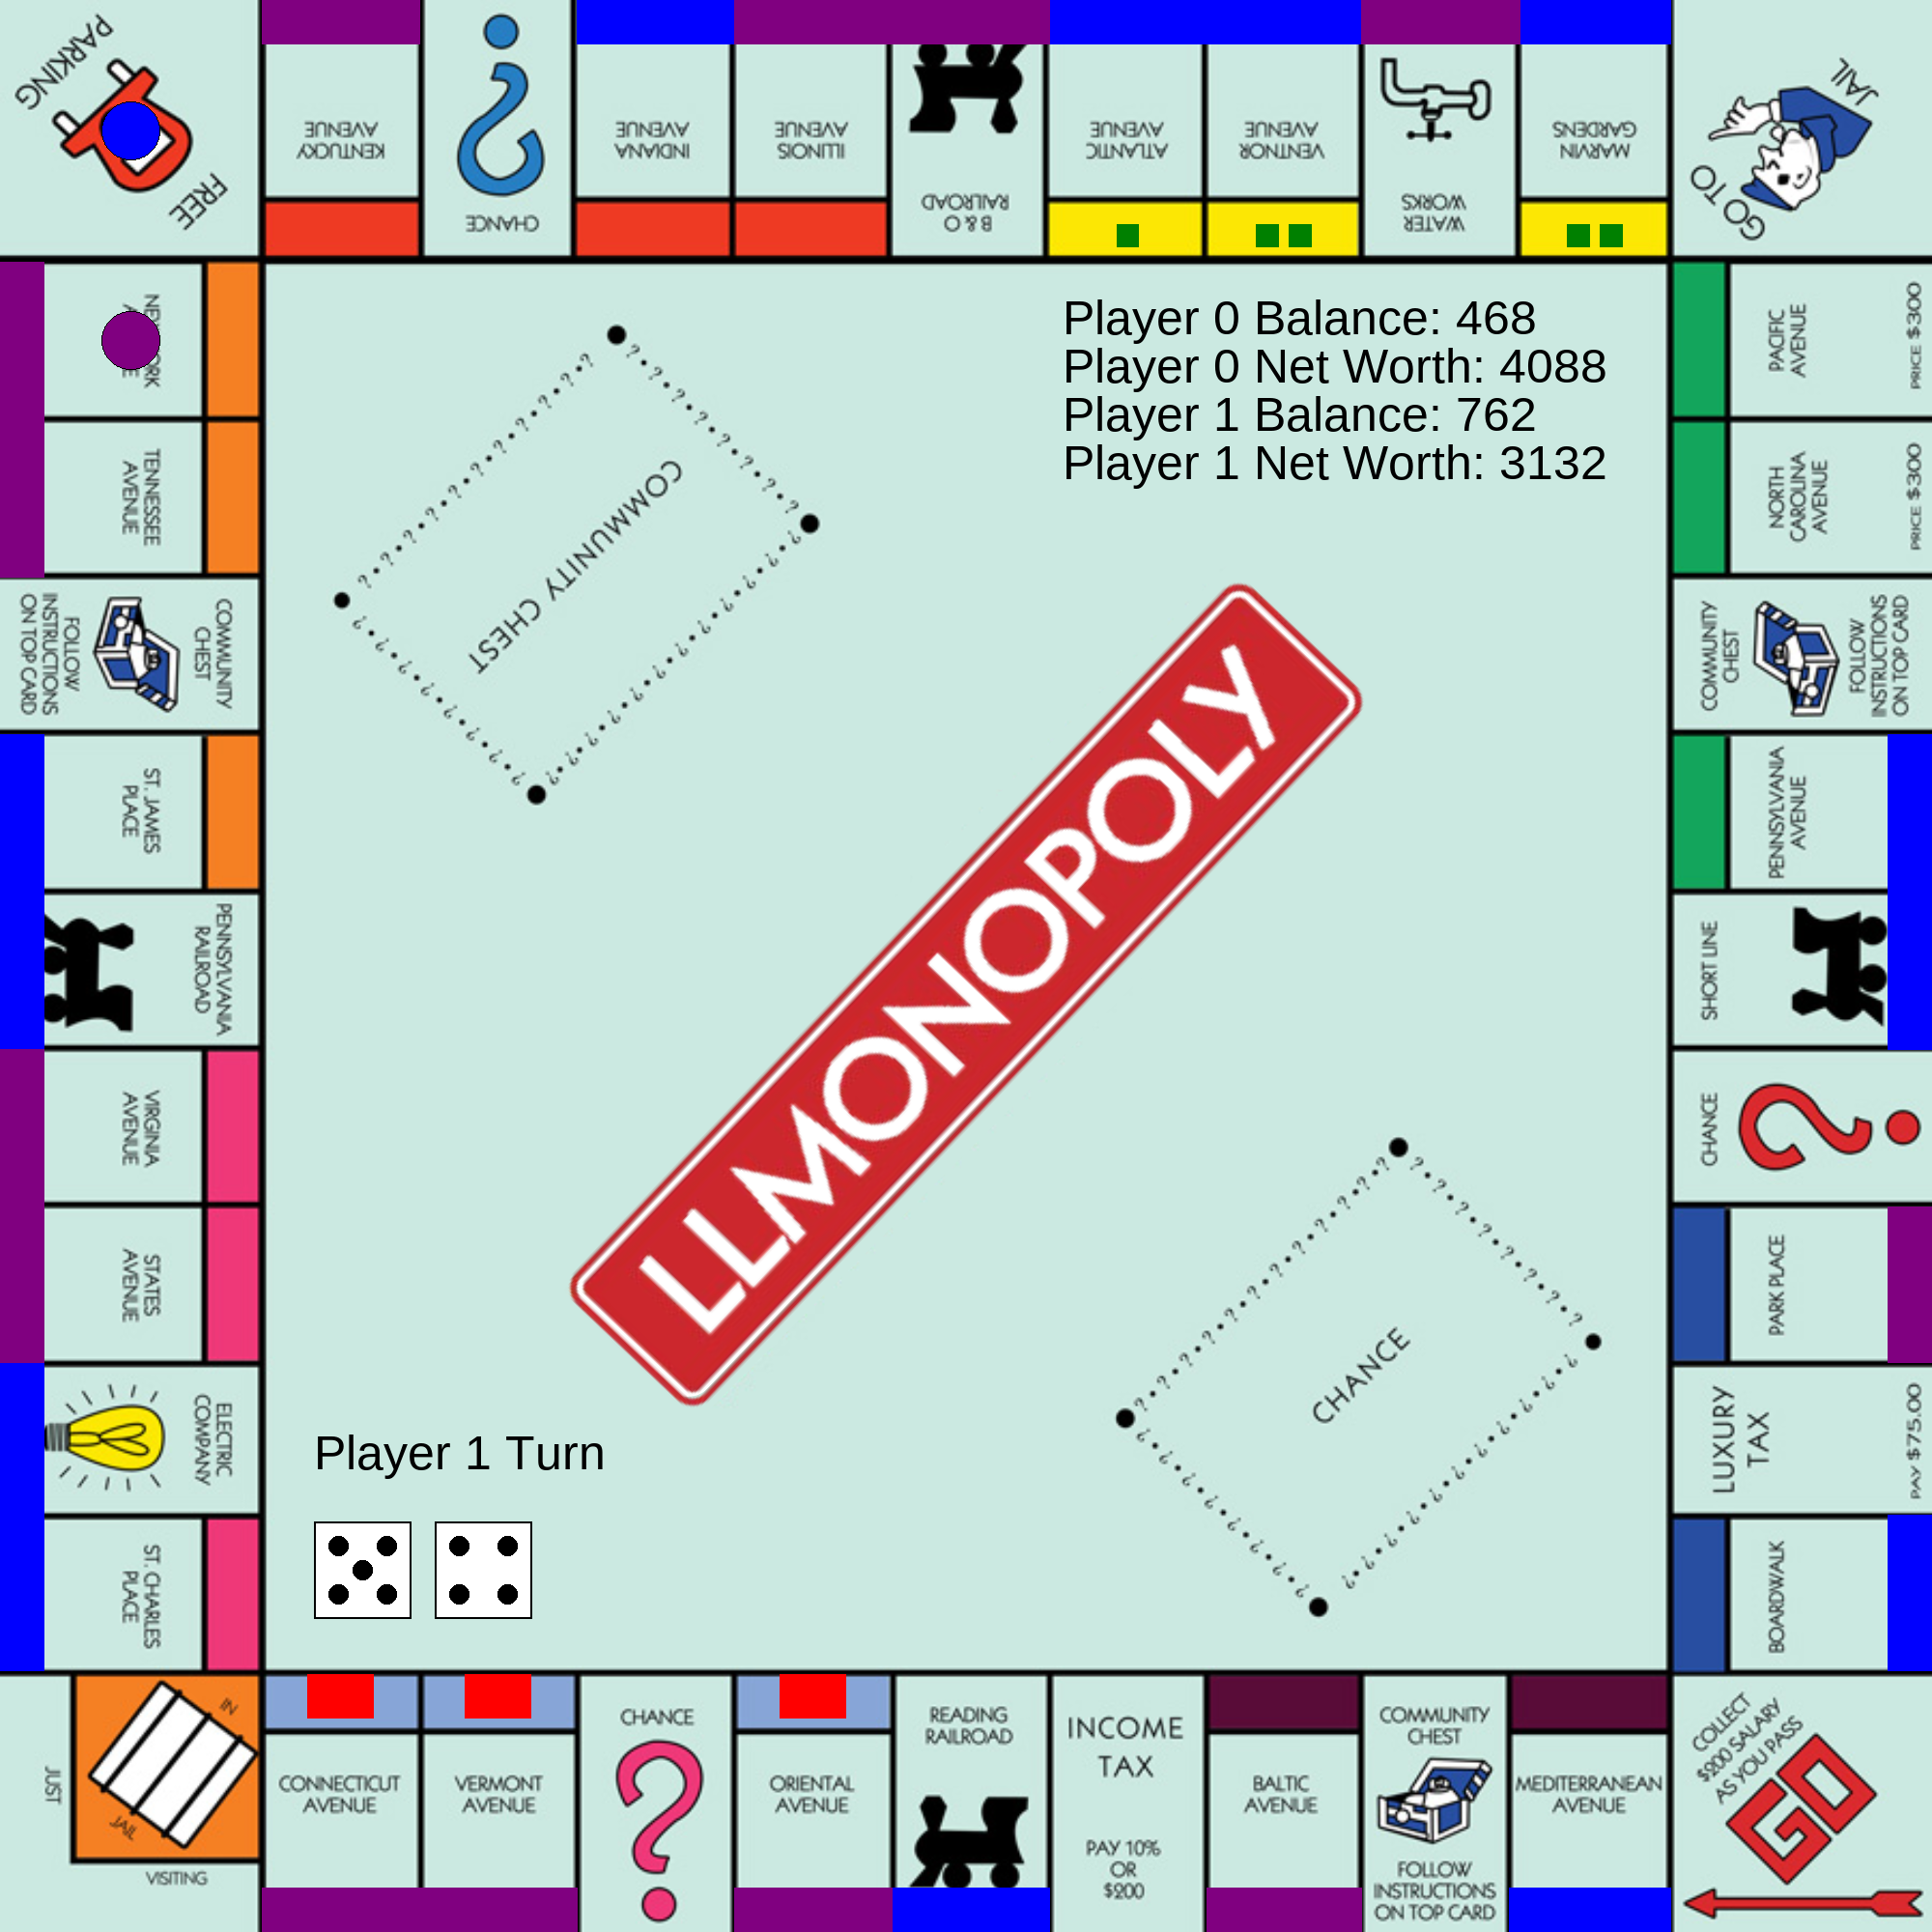 FREE
PARKING
KENTUCKY
AVENUE
CHANCE
INDIANA
AVENUE
ILLINOIS
AVENUE
B & O
RAILROAD
ATLANTIC
AVENUE
VENTNOR
AVENUE
WATER
WORKS
MARVIN
GARDENS
GO TO
JAIL
TENNESSEE
AVENUE
COMMUNITY
CHEST
FOLLOW
INSTRUCTIONS
ON TOP CARD
ST. JAMES
PLACE
PENNSYLVANIA
RAILROAD
VIRGINIA
AVENUE
STATES
AVENUE
ELECTRIC
COMPANY
ST. CHARLES
PLACE
Player 0 Balance: 468
Player 0 Net Worth: 4088
Player 1 Balance: 762
Player 1 Net Worth: 3132
COMMUNITY CHEST
LLMONOPOLY
CHANCE
Player 1 Turn
PACIFIC
AVENUE
PRICE $300
NORTH
CAROLINA
AVENUE
PRICE $300
COMMUNITY
CHEST
FOLLOW
INSTRUCTIONS
ON TOP CARD
PENNSYLVANIA
AVENUE
SHORT LINE
CHANCE
PARK PLACE
LUXURY
TAX
PAY $75.00
BOARDWALK
JUST
VISITING
IN
JAIL
CONNECTICUT
AVENUE
VERMONT
AVENUE
CHANCE
ORIENTAL
AVENUE
READING
RAILROAD
INCOME
TAX
PAY 10%
OR
$200
BALTIC
AVENUE
COMMUNITY
CHEST
FOLLOW
INSTRUCTIONS
ON TOP CARD
MEDITERRANEAN
AVENUE
COLLECT
$200 SALARY
AS YOU PASS
GO